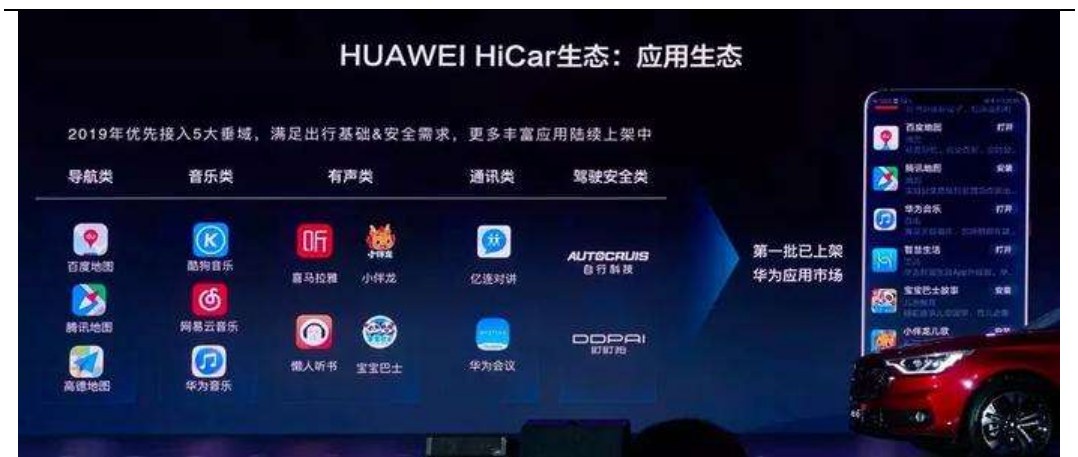 HUAWEI HiCar生态：应用生态
2019年优先接入5大垂域，满足出行基础&安全需求，更多丰富应用陆续上架中
导航类 音乐类 有声类 通讯类 驾驶安全类
百度地图
腾讯地图
高德地图
酷狗音乐
网易云音乐
华为音乐
听
喜马拉雅
小伴龙
小伴龙
懒人听书
宝宝巴士
亿连对讲
华为会议
AUTOCRUIS
自行科技
DDPAI
盯盯拍
第一批已上架
华为应用市场
百度地图 打开
腾讯地图 安装
华为音乐 打开
智慧生活 打开
宝宝巴士故事 安装
小伴龙儿歌